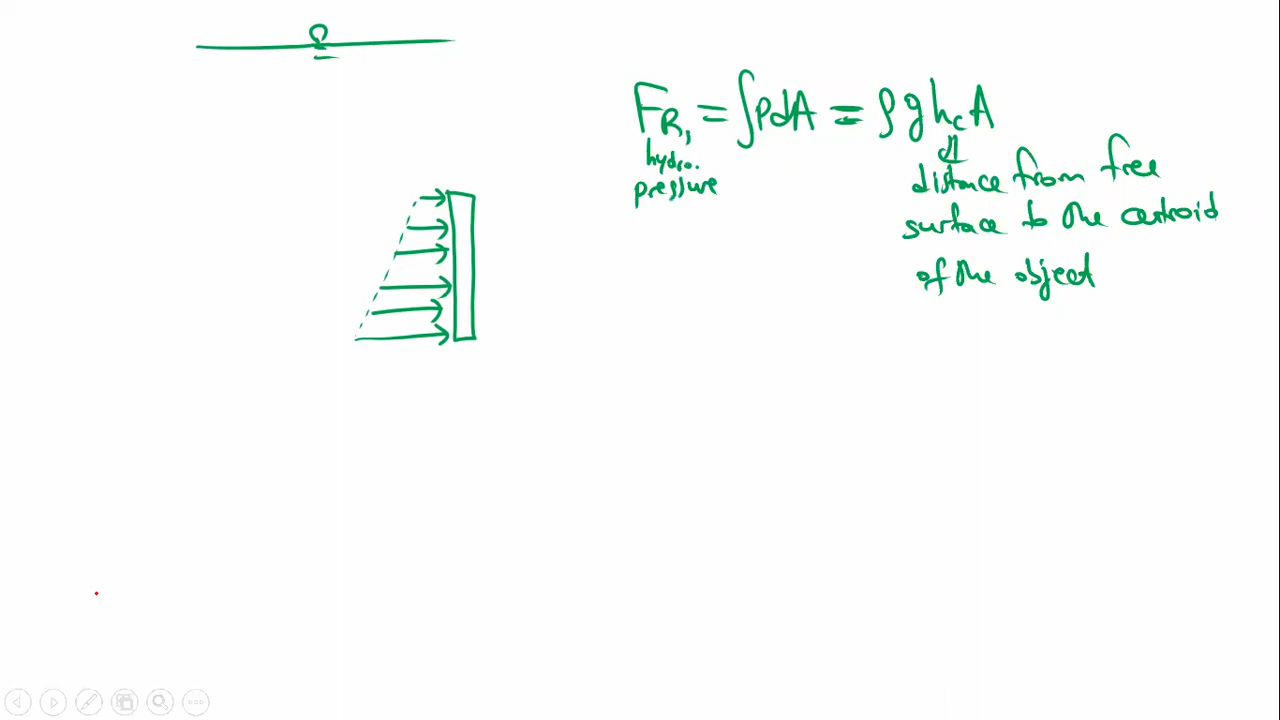 F_R, = ∫PdA = ρgh_cA
hydro.
pressure
distance from free
surface to the centroid
of the object